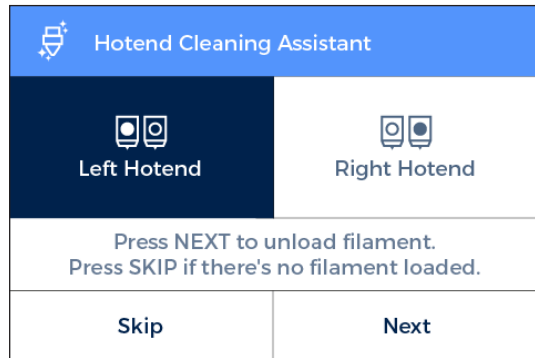 Hotend Cleaning Assistant
Left Hotend
Right Hotend
Press NEXT to unload filament.
Press SKIP if there's no filament loaded.
Skip
Next